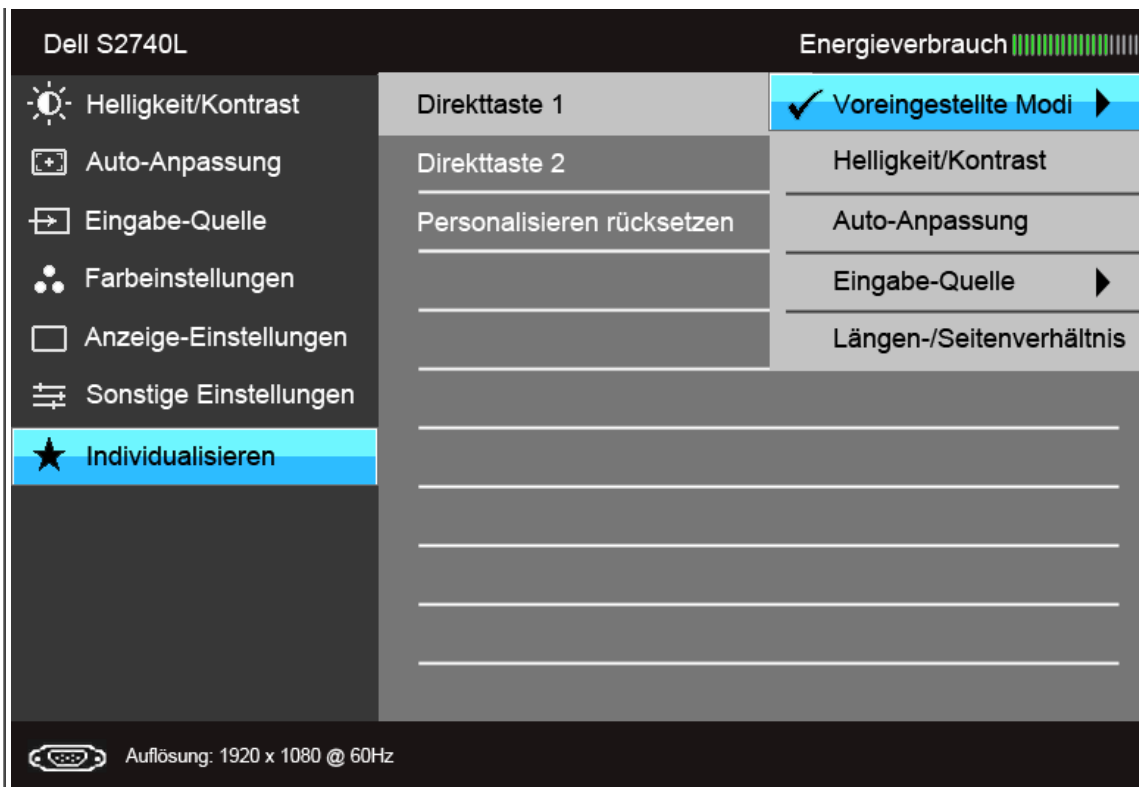 Dell S2740L
Energieverbrauch
Helligkeit/Kontrast
Auto-Anpassung
Eingabe-Quelle
Farbeinstellungen
Anzeige-Einstellungen
Sonstige Einstellungen
Individualisieren
Direkttaste 1
Direkttaste 2
Personalisieren rücksetzen
Voreingestellte Modi
Helligkeit/Kontrast
Auto-Anpassung
Eingabe-Quelle
Längen-/Seitenverhältnis
Auflösung: 1920 x 1080 @ 60Hz